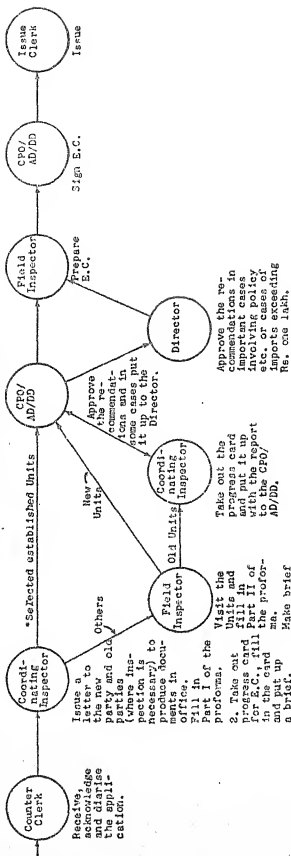 Counter
Clerk
Receive,
acknowledge
and diarise
the appli-
cation.
Coordi-
nating
Inspector
Issue a
letter to
the new
party and old
parties
(where ins-
pection is
necessary) to
produce docu-
ments in
office.
Fill in
Part I of the
proforma.
2. Take out
progress card
for E.C., fill
in the card
and put up
a brief.
*Selected established Units
Others
Field
Inspector
Visit the
Units and
fill in
Part II of
the profor-
ma.
Make brief
New
Units
Old Units
Coordi-
nating
Inspector
Take out the
progress card
and put it up
with the report
to the CPO/
AD/DD.
CPO/
AD/DD
Approve
the re-
commendat-
ions and in
some cases put
it up to the
Director.
Director
Approve the re-
commendations in
important cases
involving policy
etc. or cases of
imports exceeding
Rs. one lakh.
Field
Inspector
Prepare
E.C.
CPO/
AD/DD
Sign E.C.
Issue
Clerk
Issue